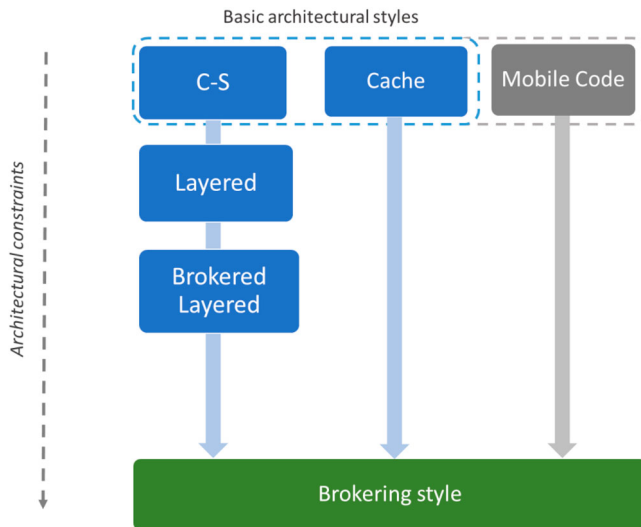 Basic architectural styles
C-S
Cache
Mobile Code
Layered
Brokered
Layered
Architectural constraints
Brokering style